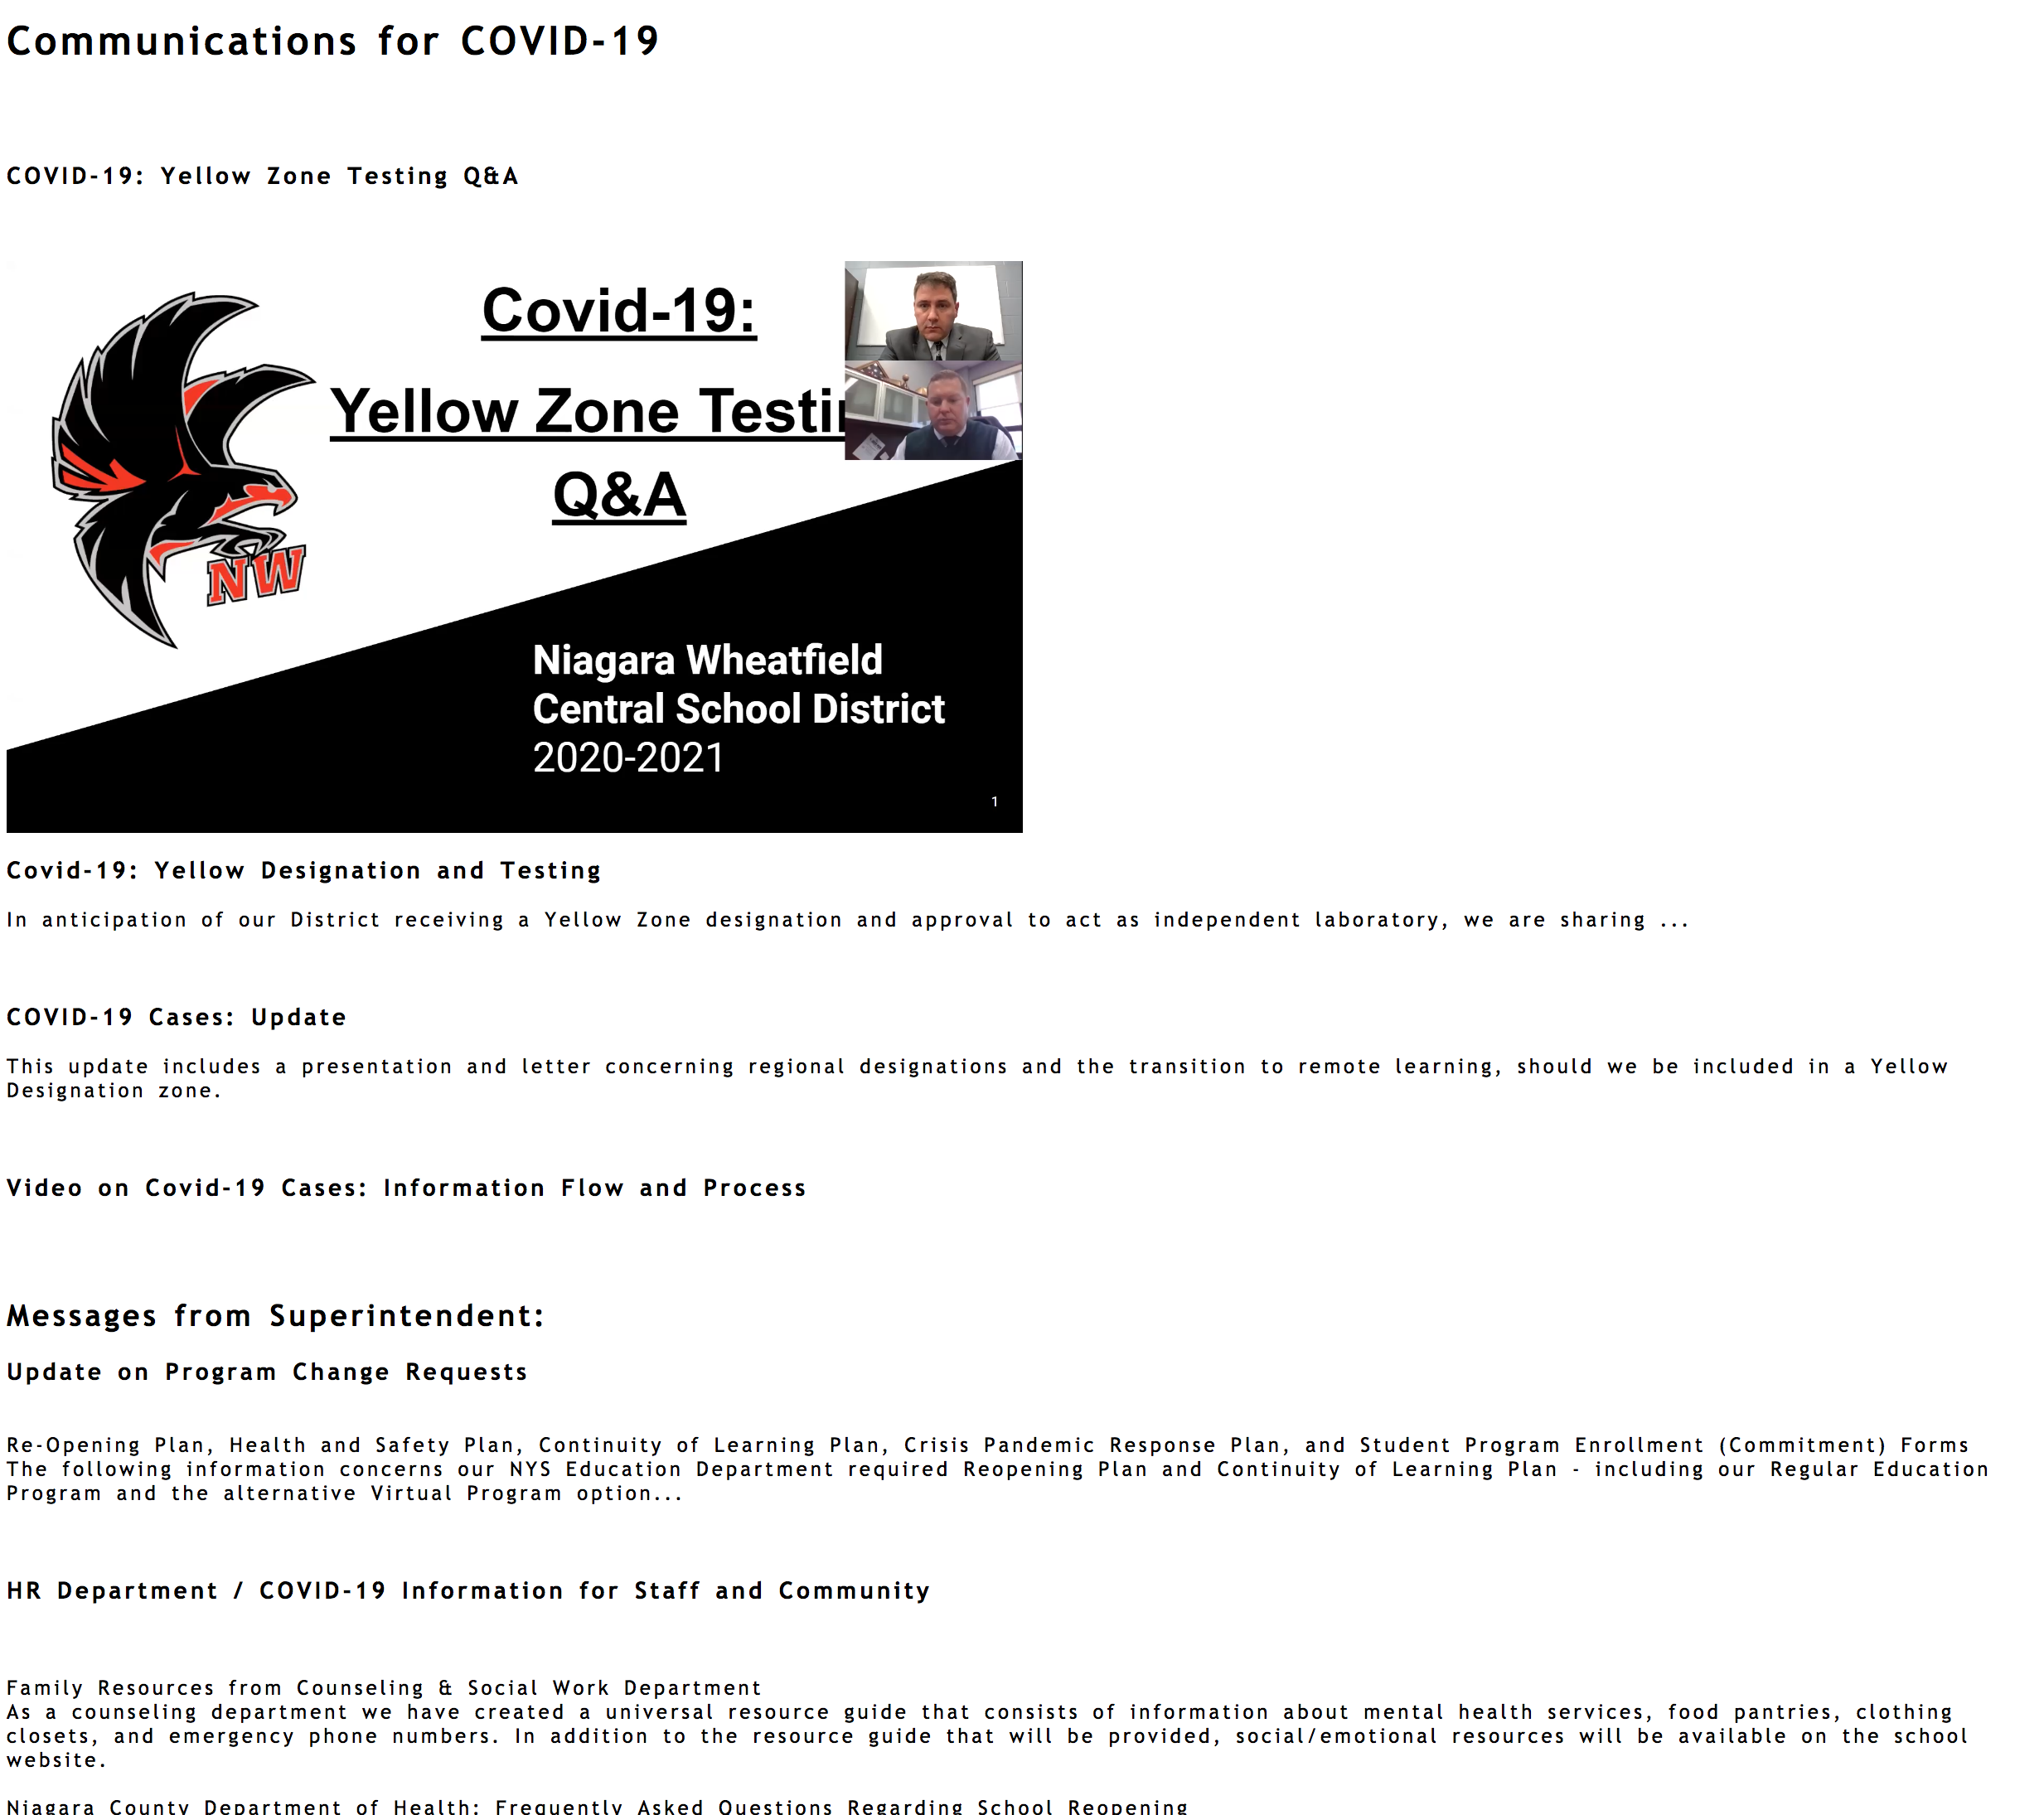 Communications for COVID-19
COVID-19: Yellow Zone Testing Q&A
Covid-19:
Yellow Zone Testi
Q&A
NW
Niagara Wheatfield
Central School District
2020-2021
1
Covid-19: Yellow Designation and Testing
In anticipation of our District receiving a Yellow Zone designation and approval to act as independent laboratory, we are sharing ...
COVID-19 Cases: Update
This update includes a presentation and letter concerning regional designations and the transition to remote learning, should we be included in a Yellow
Designation zone.
Video on Covid-19 Cases: Information Flow and Process
Messages from Superintendent:
Update on Program Change Requests
Re-Opening Plan, Health and Safety Plan, Continuity of Learning Plan, Crisis Pandemic Response Plan, and Student Program Enrollment (Commitment) Forms
The following information concerns our NYS Education Department required Reopening Plan and Continuity of Learning Plan - including our Regular Education
Program and the alternative Virtual Program option...
HR Department / COVID-19 Information for Staff and Community
Family Resources from Counseling & Social Work Department
As a counseling department we have created a universal resource guide that consists of information about mental health services, food pantries, clothing
closets, and emergency phone numbers. In addition to the resource guide that will be provided, social/emotional resources will be available on the school
website.
Niagara County Department of Health: Frequently Asked Questions Regarding School Reopening